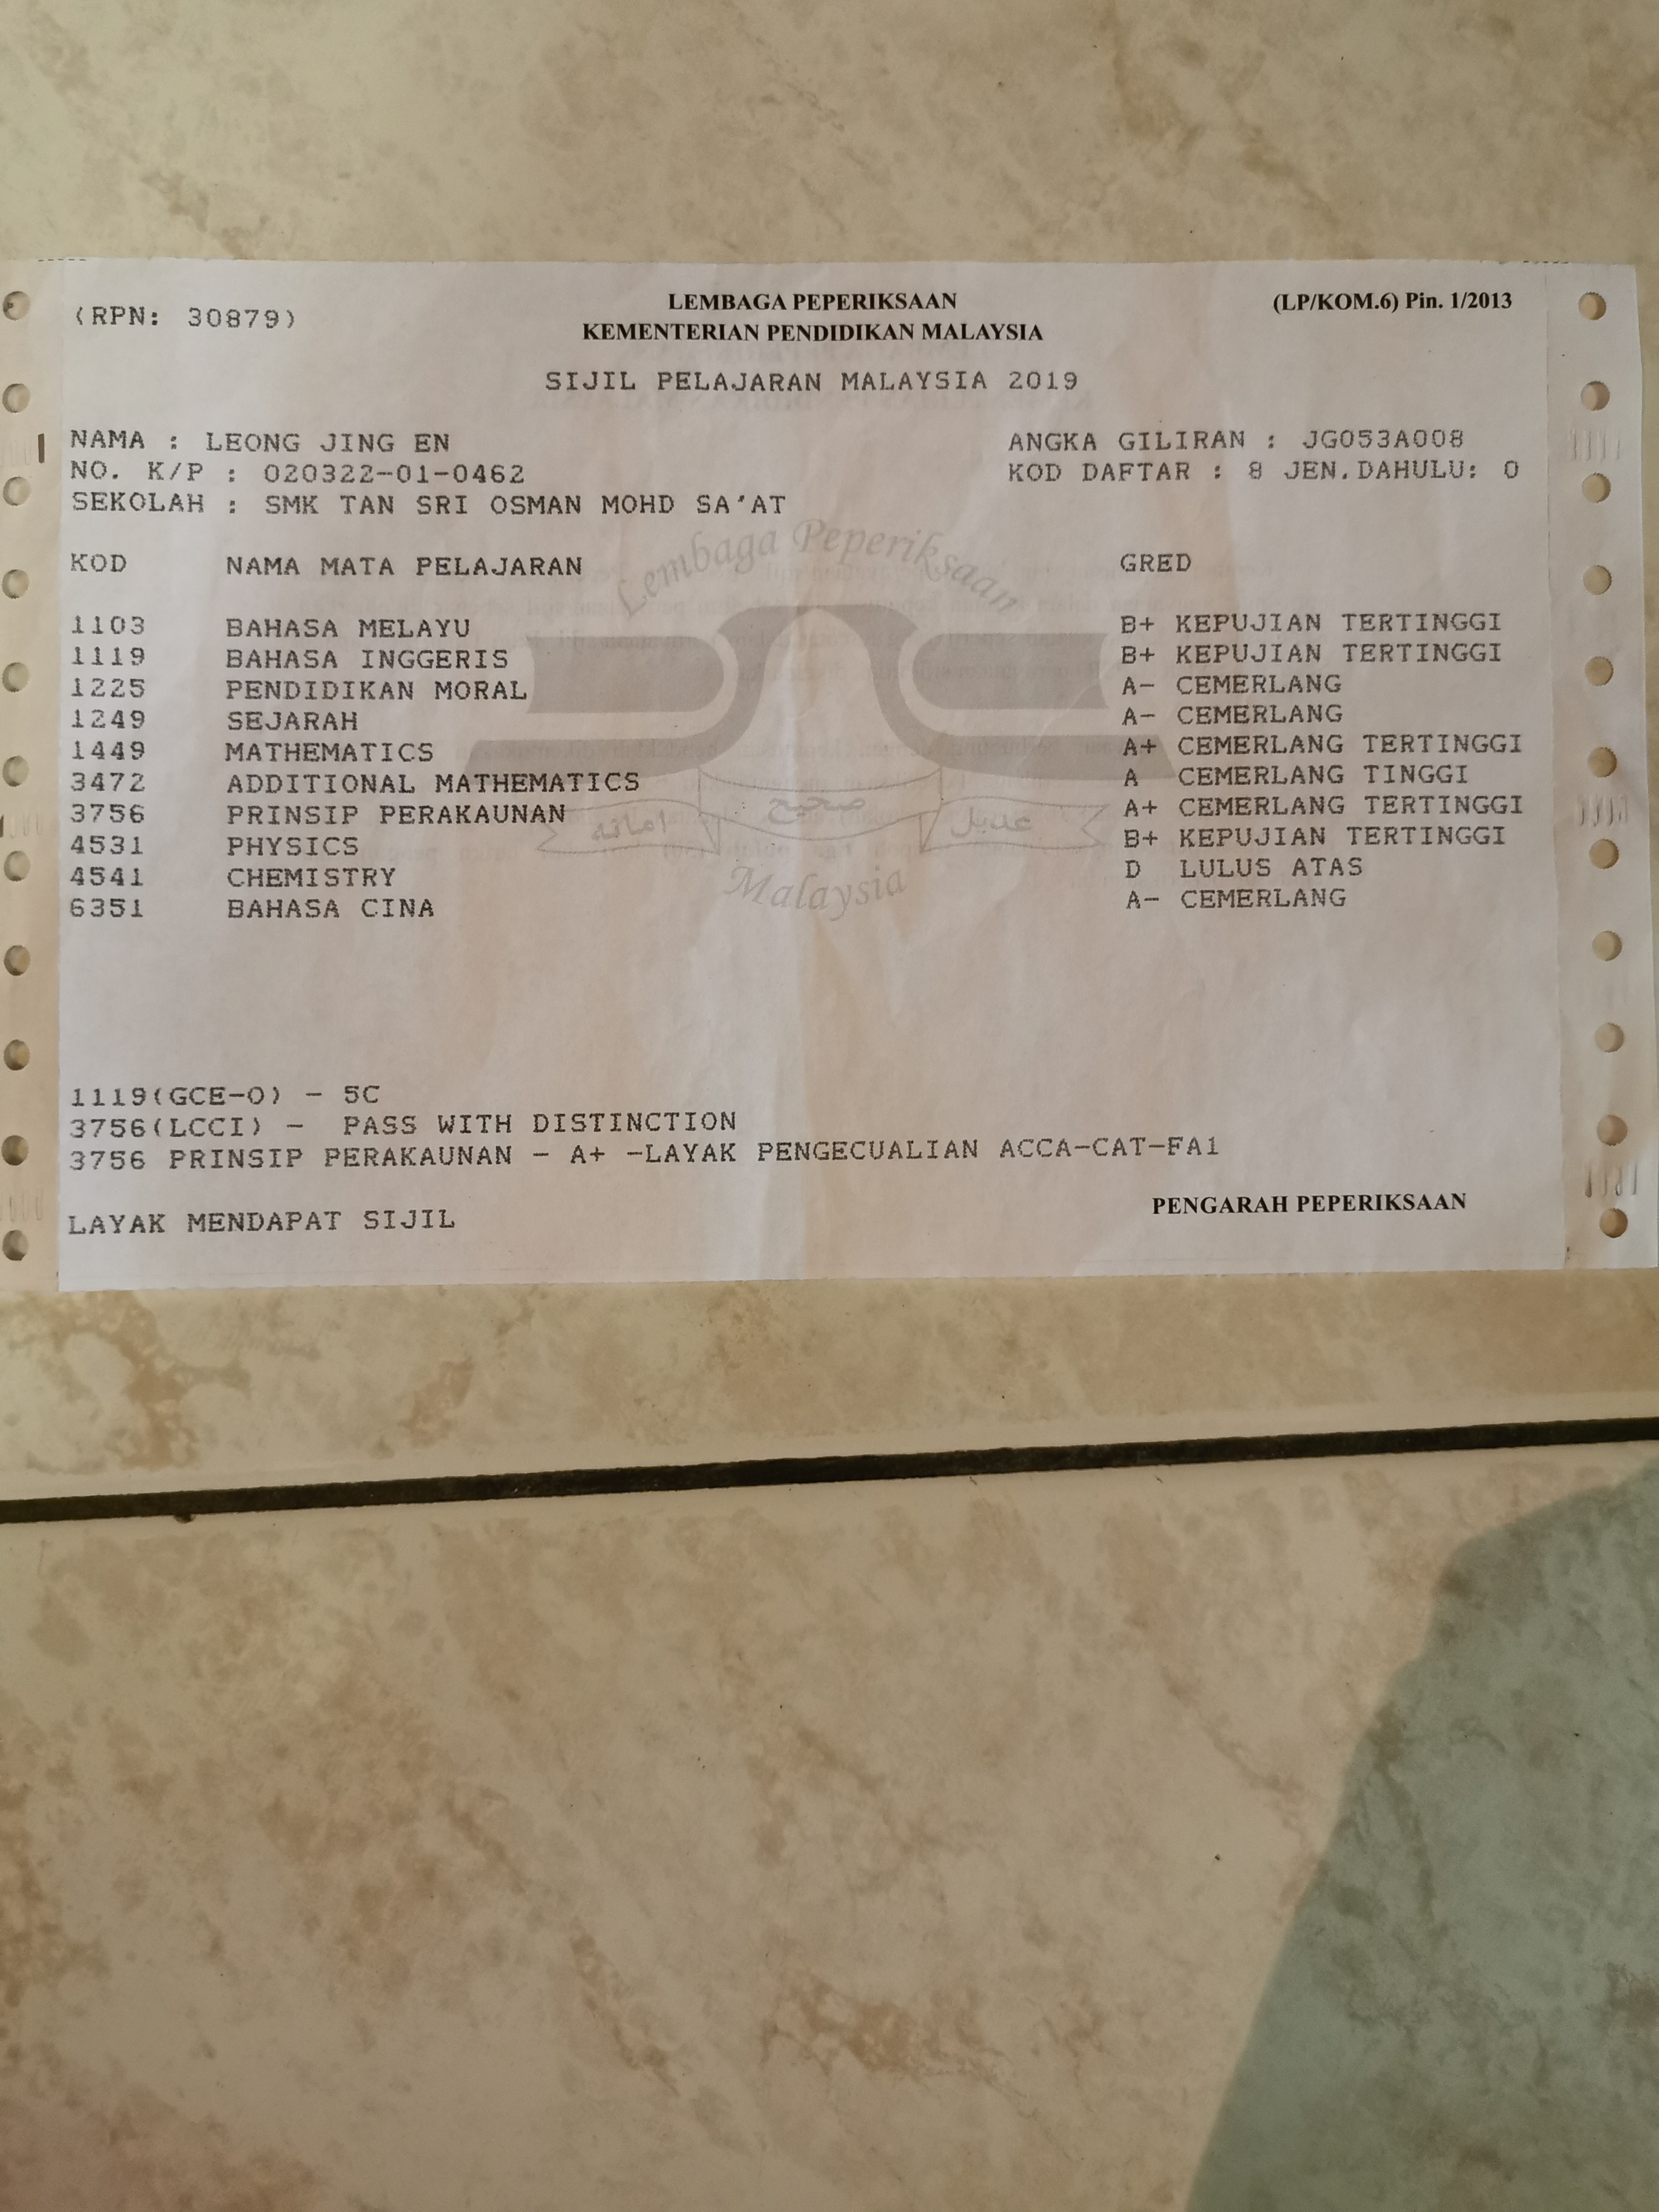 (RPN: 30879)
LEMBAGA PEPERIKSAAN
KEMENTERIAN PENDIDIKAN MALAYSIA
(LP/KOM.6) Pin. 1/2013
SIJIL PELAJARAN MALAYSIA 2019
NAMA : LEONG JING EN
ANGKA GILIRAN : JG053A008
NO. K/P : 020322-01-0462
KOD DAFTAR : 8 JEN.DAHULU: 0
SEKOLAH : SMK TAN SRI OSMAN MOHD SA'AT
Lembaga Peperiksaan
KOD NAMA MATA PELAJARAN GRED
1103 BAHASA MELAYU B+ KEPUJIAN TERTINGGI
1119 BAHASA INGGERIS B+ KEPUJIAN TERTINGGI
1225 PENDIDIKAN MORAL A- CEMERLANG
1249 SEJARAH A- CEMERLANG
1449 MATHEMATICS A+ CEMERLANG TERTINGGI
3472 ADDITIONAL MATHEMATICS A CEMERLANG TINGGI
3756 PRINSIP PERAKAUNAN A+ CEMERLANG TERTINGGI
4531 PHYSICS B+ KEPUJIAN TERTINGGI
4541 CHEMISTRY D LULUS ATAS
6351 BAHASA CINA A- CEMERLANG
امانه صحيح عديل
Malaysia
1119(GCE-O) - 5C
3756(LCCI) - PASS WITH DISTINCTION
3756 PRINSIP PERAKAUNAN - A+ -LAYAK PENGECUALIAN ACCA-CAT-FA1
PENGARAH PEPERIKSAAN
LAYAK MENDAPAT SIJIL